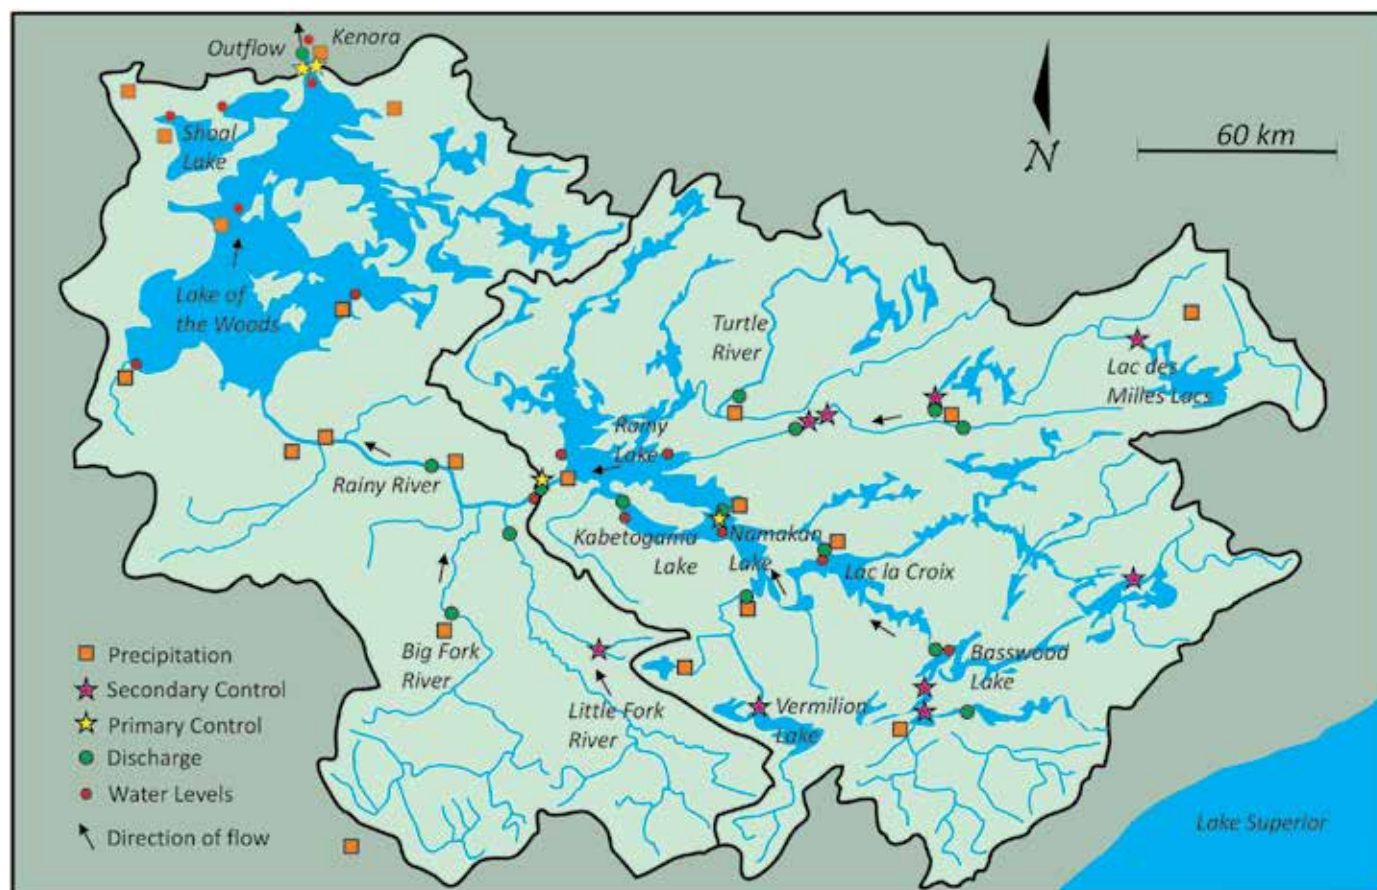 Outflow
Kenora
60 km
N
Shoal
Lake
Lake of
the Woods
Turtle
River
Lac des
Milles Lacs
Rainy
Lake
Rainy River
Kabetogama
Lake
Namakan
Lake
Lac la Croix
Big Fork
River
Basswood
Lake
Little Fork
River
Vermilion
Lake
Precipitation
Secondary Control
Primary Control
Discharge
Water Levels
Direction of flow
Lake Superior